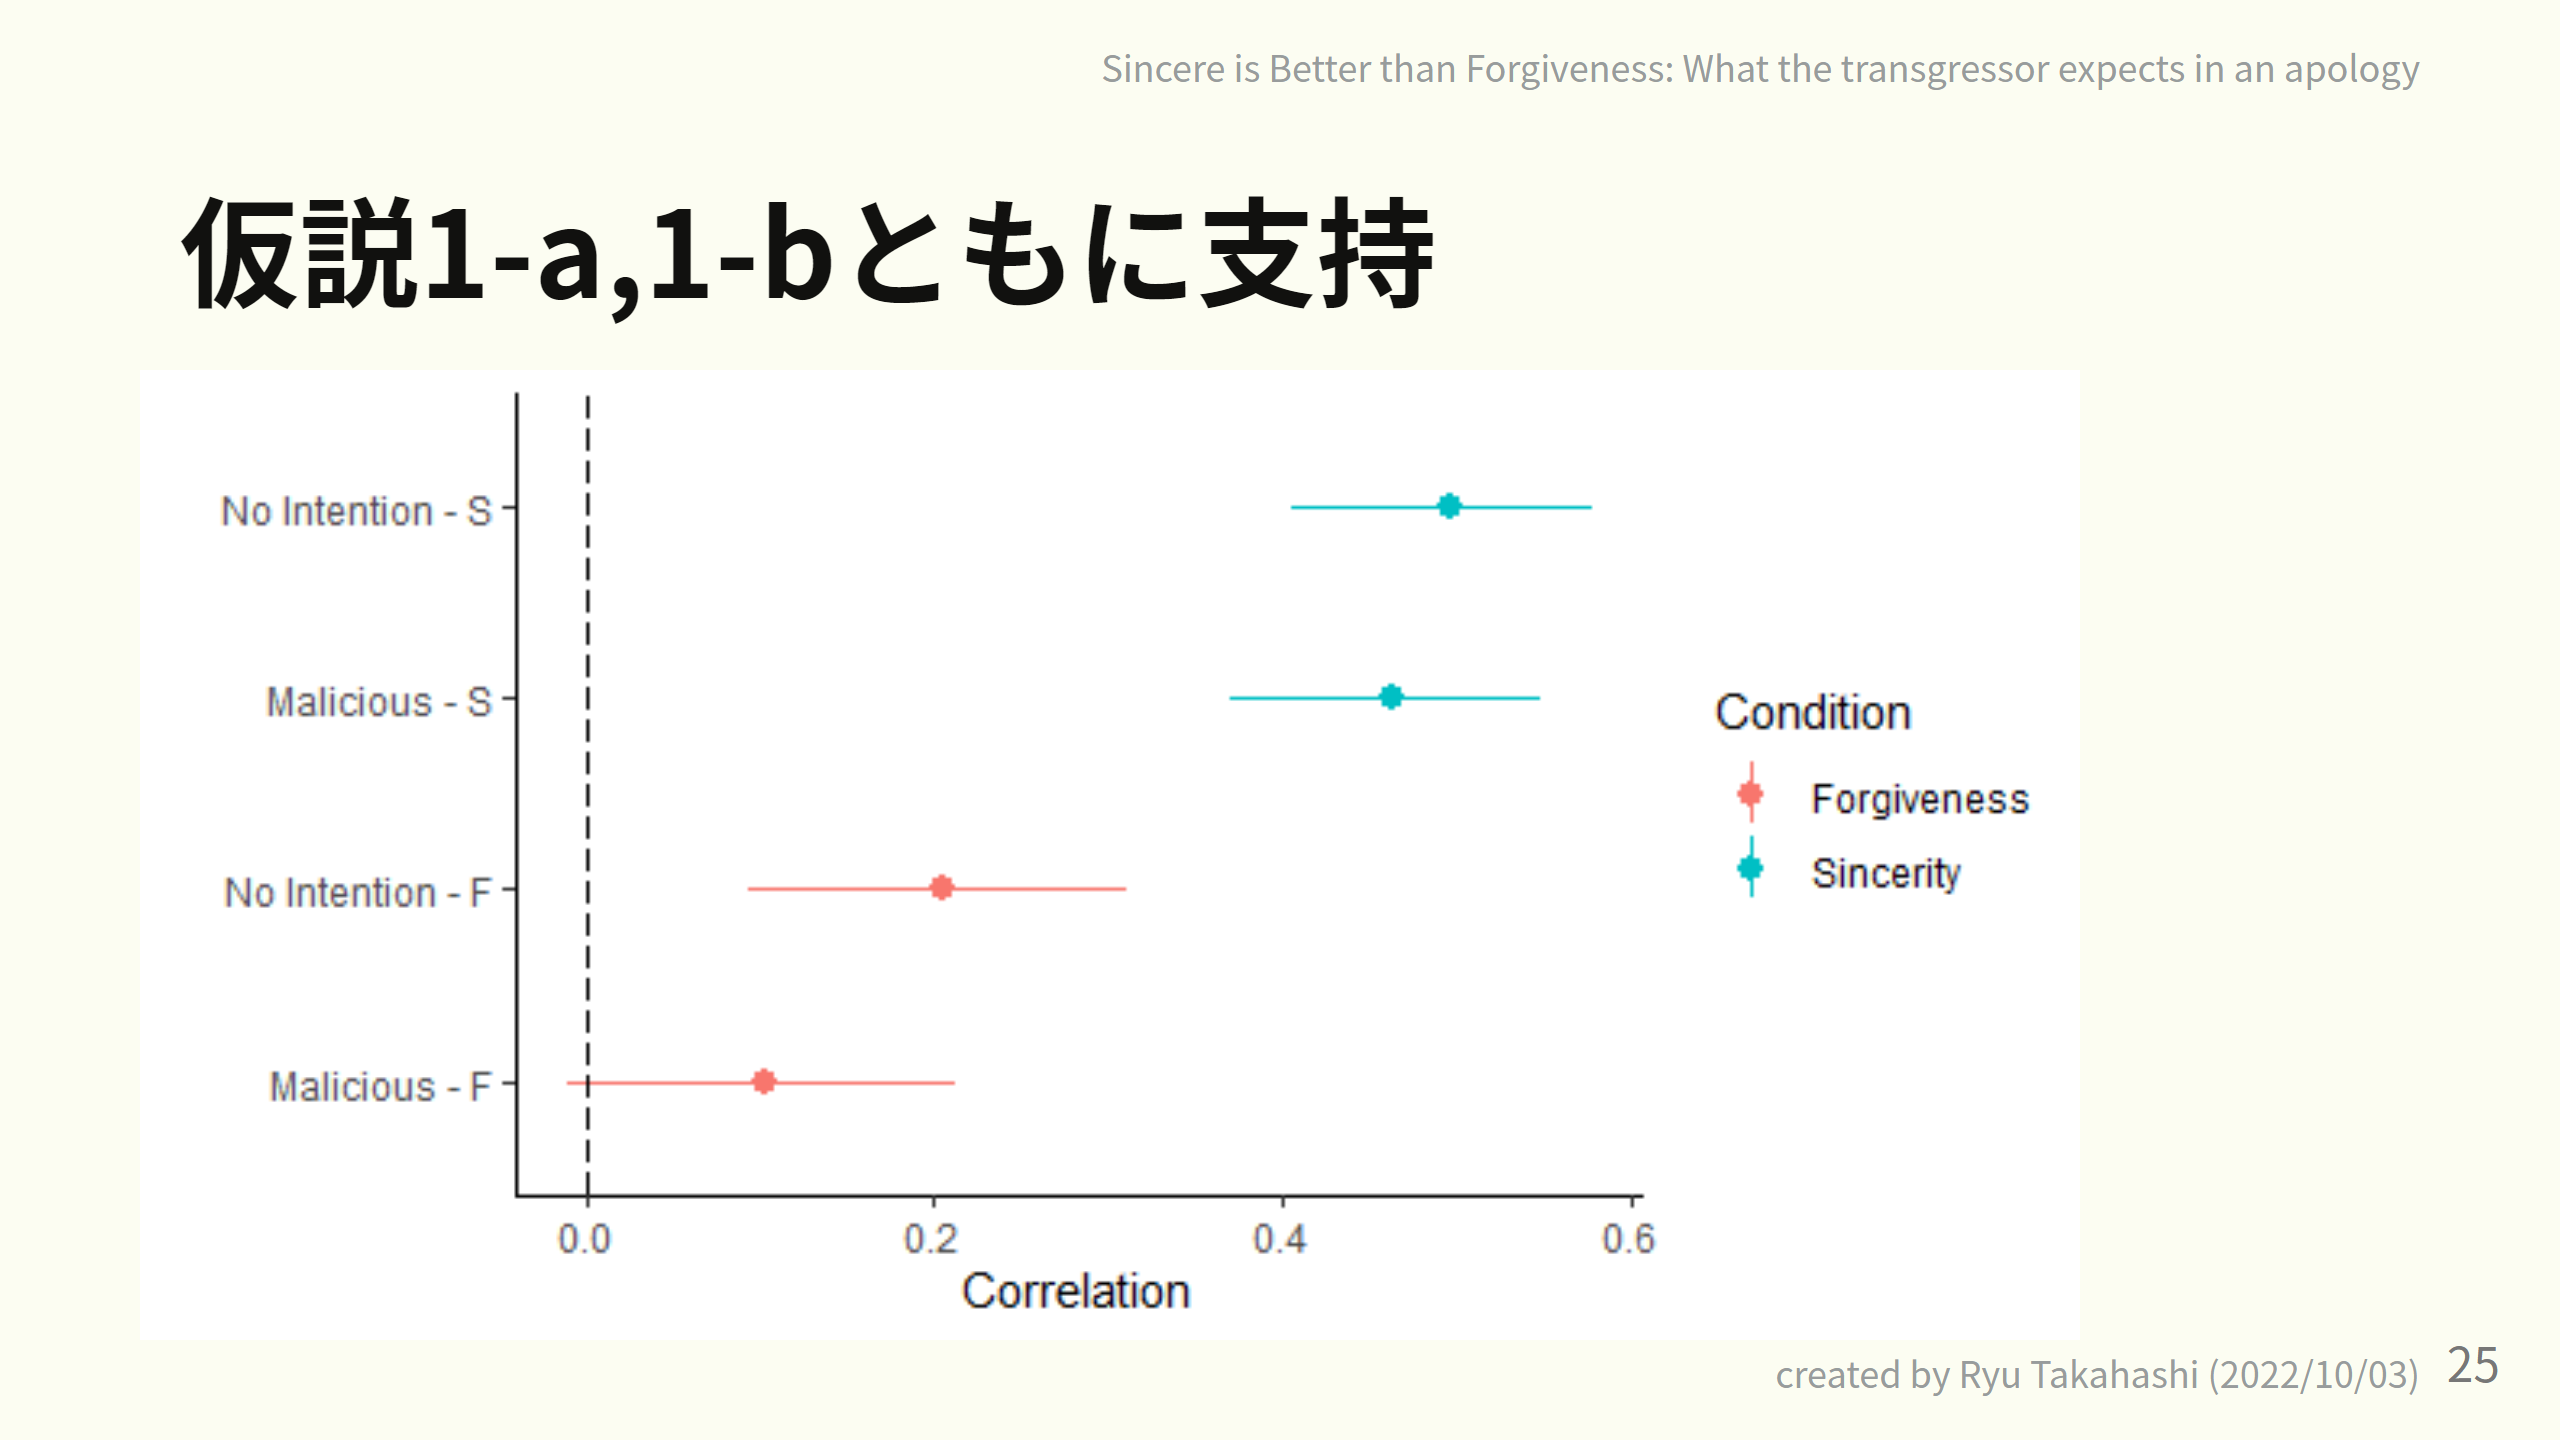 Sincere is Better than Forgiveness: What the transgressor expects in an apology
仮説1-a,1-bともに支持
No Intention - S
Malicious - S
No Intention - F
Malicious - F
Condition
Forgiveness
Sincerity
0.0 0.2 0.4 0.6
Correlation
created by Ryu Takahashi (2022/10/03) 25